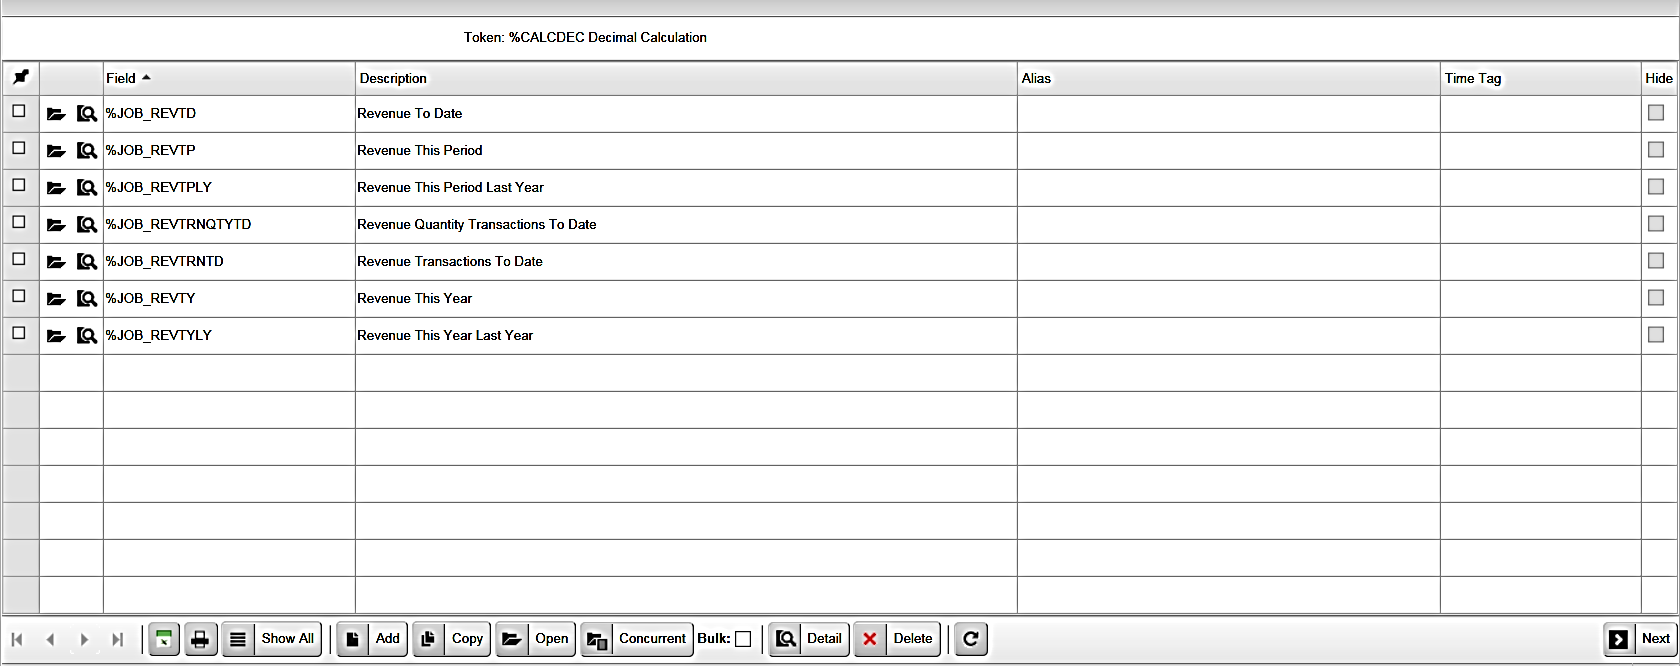 Token: %CALCDEC Decimal Calculation
Field Description Alias Time Tag Hide
%JOB_REVTD Revenue To Date
%JOB_REVTP Revenue This Period
%JOB_REVTPLY Revenue This Period Last Year
%JOB_REVTRNQTYTD Revenue Quantity Transactions To Date
%JOB_REVTRNTD Revenue Transactions To Date
%JOB_REVTY Revenue This Year
%JOB_REVTYLY Revenue This Year Last Year
Show All Add Copy Open Concurrent Bulk: Detail Delete Next